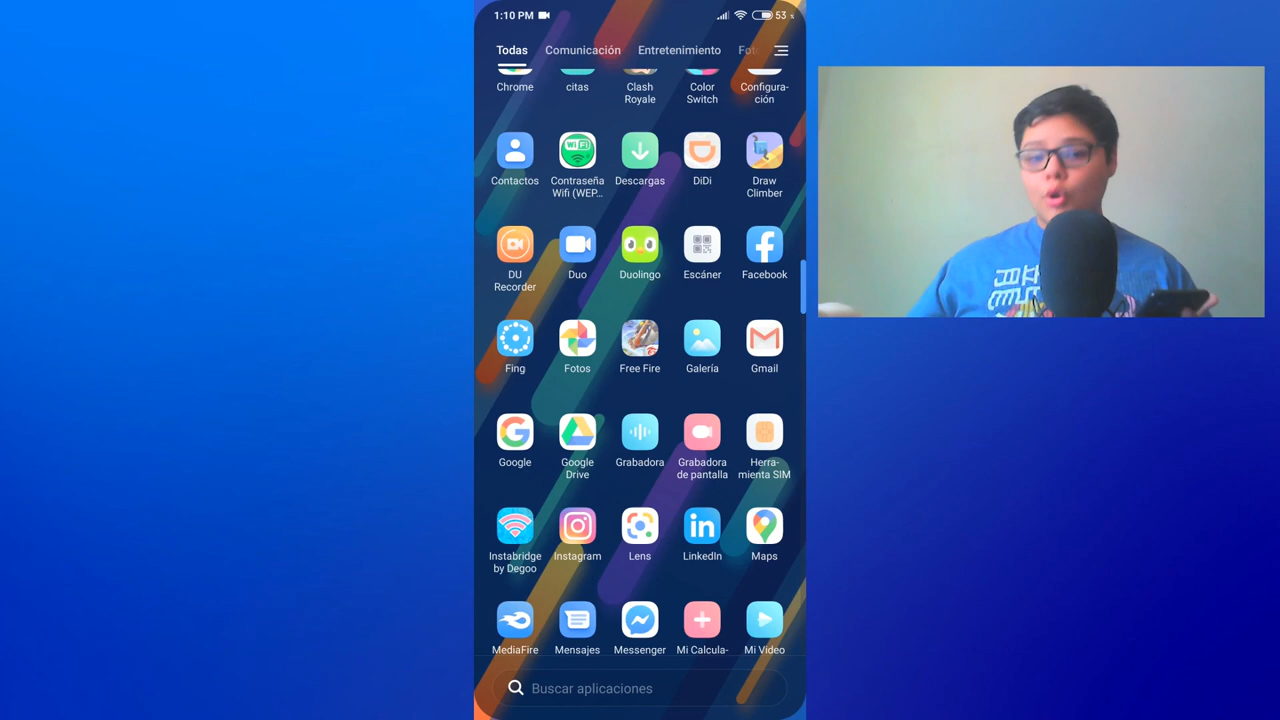 1:10 PM
53
Todas
Comunicación
Entretenimiento
Fot
Chrome
citas
Clash
Royale
Color
Switch
Configura-
ción
Contactos
Contraseña
Wifi (WEP...
Descargas
DiDi
Draw
Climber
DU
Recorder
Duo
Duolingo
Escáner
Facebook
Fing
Fotos
Free Fire
Galería
Gmail
Google
Google
Drive
Grabadora
Grabadora
de pantalla
Herra-
mienta SIM
Instabridge
by Degoo
Instagram
Lens
LinkedIn
Maps
MediaFire
Mensajes
Messenger
Mi Calcula-
Mi Video
Buscar aplicaciones